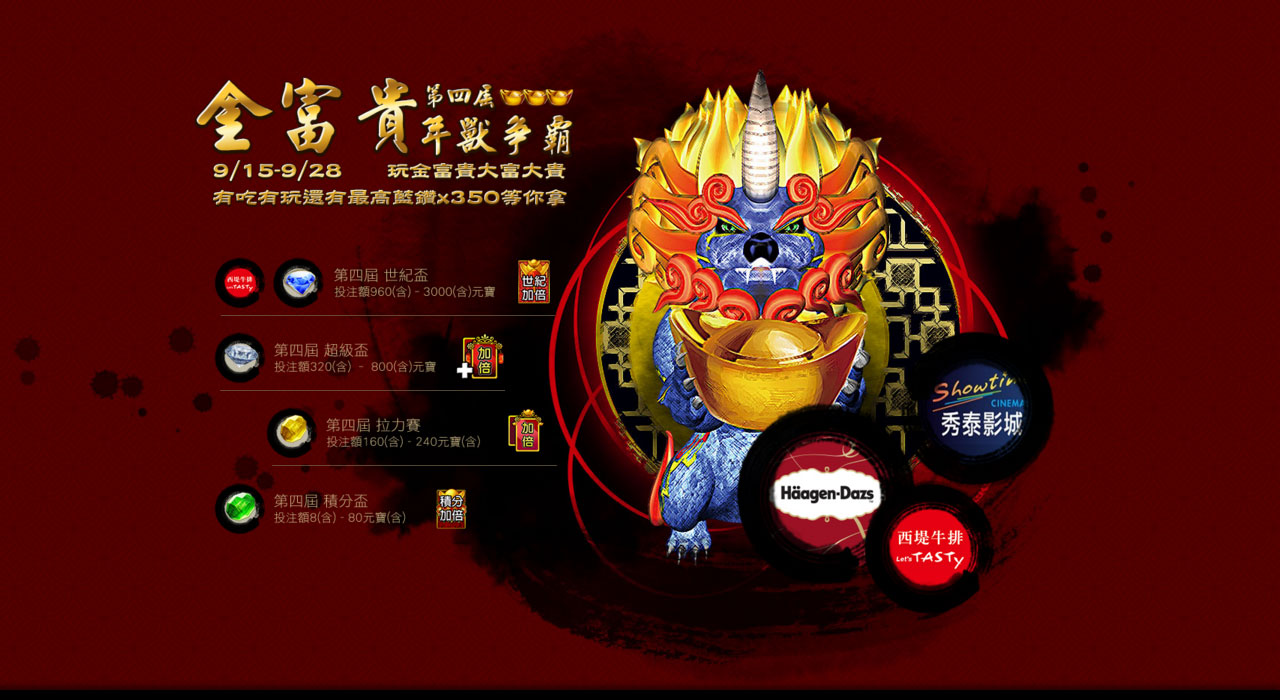 金富貴 第四屆
年獸爭霸
9/15-9/28 玩金富貴大富大貴
有吃有玩還有最高藍鑽x350等你拿
西堤牛排
Let's TASTy
第四屆 世紀盃
投注額960(含) - 3000(含)元寶
世紀
加倍
第四屆 超級盃
投注額320(含) - 800(含)元寶
+
加
倍
第四屆 拉力賽
投注額160(含) - 240元寶(含)
加
倍
第四屆 積分盃
投注額8(含) - 80元寶(含)
積分
加倍
Showtim
CINEMA
秀泰影城
Häagen-Dazs
西堤牛排
Let's TASTy